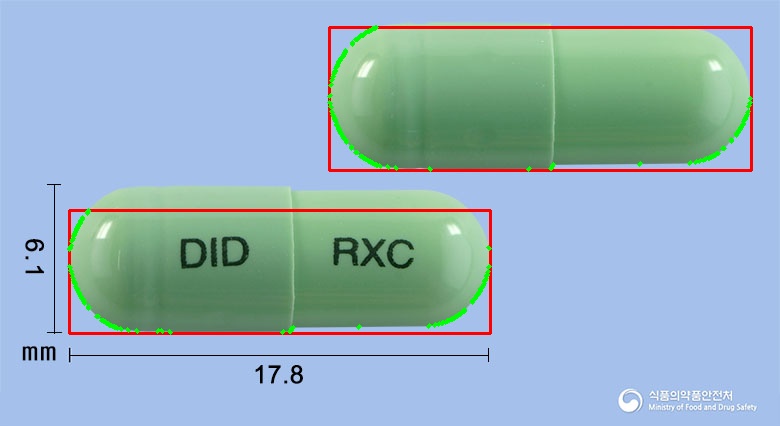 DID RXC
6.1
mm
17.8
식품의약품안전처
Ministry of Food and Drug Safety